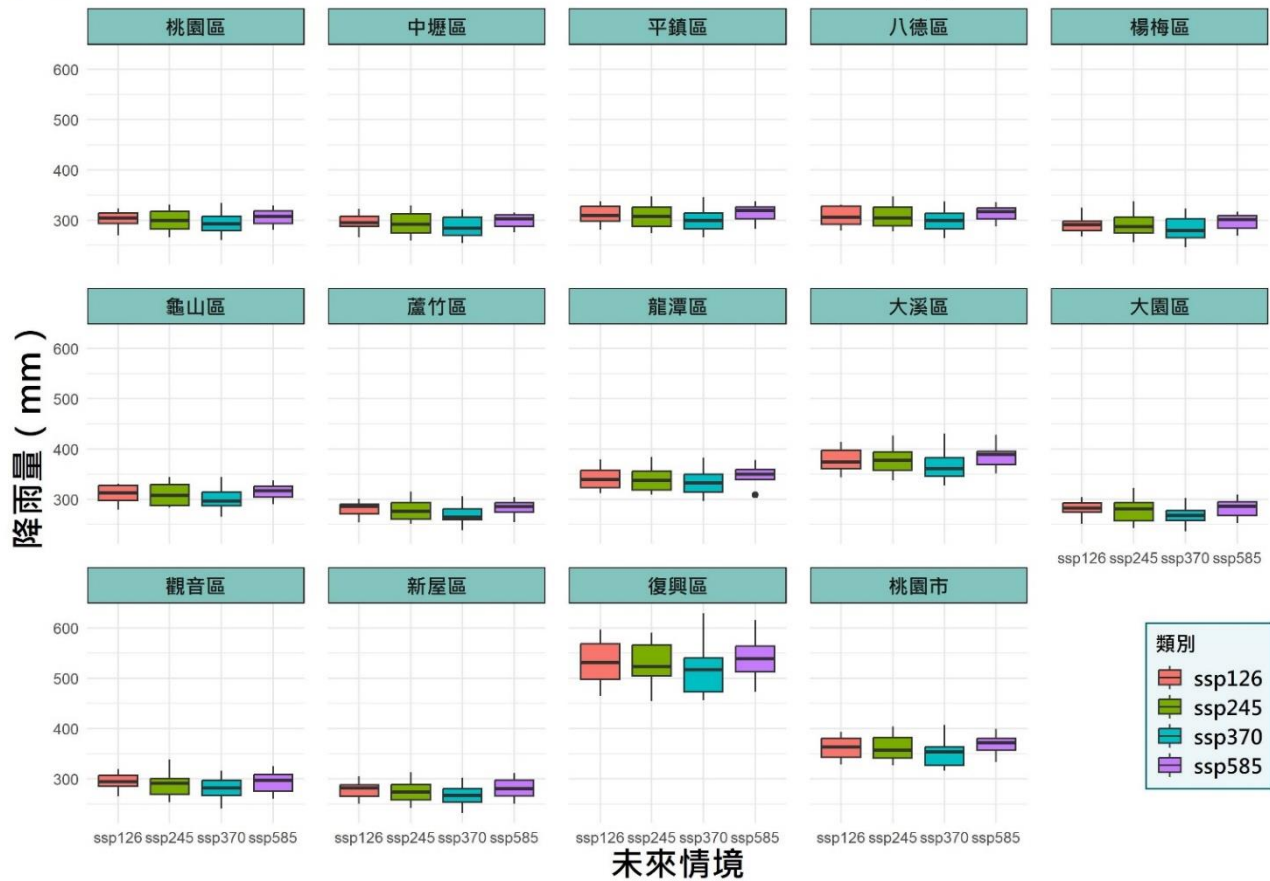 桃園區 中壢區 平鎮區 八德區 楊梅區
600
500
400
300
龜山區 蘆竹區 龍潭區 大溪區 大園區
600
500
400
300
ssp126 ssp245 ssp370 ssp585
觀音區 新屋區 復興區 桃園市
600
500
400
300
ssp126 ssp245 ssp370 ssp585 ssp126 ssp245 ssp370 ssp585 ssp126 ssp245 ssp370 ssp585 ssp126 ssp245 ssp370 ssp585
降雨量(mm)
未來情境
類別
ssp126
ssp245
ssp370
ssp585